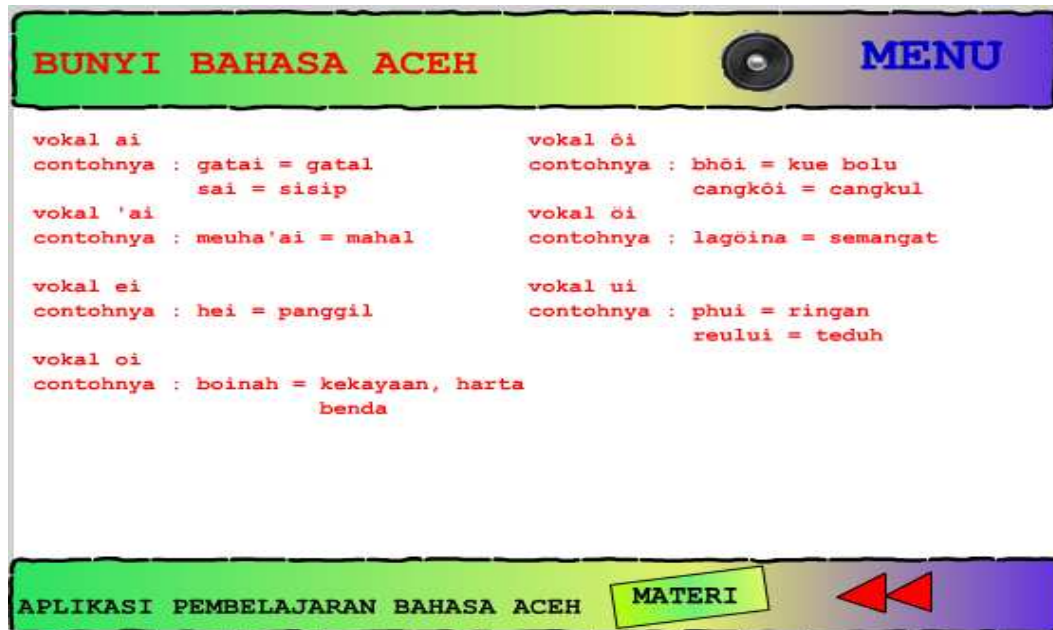 BUNYI BAHASA ACEH
MENU
vokal ai
contohnya : gatai = gatal
sai = sisip
vokal 'ai
contohnya : meuha'ai = mahal
vokal ei
contohnya : hei = panggil
vokal oi
contohnya : boinah = kekayaan, harta
benda
vokal ôi
contohnya : bhôi = kue bolu
cangkôi = cangkul
vokal öi
contohnya : lagöina = semangat
vokal ui
contohnya : phui = ringan
reului = teduh
APLIKASI PEMBELAJARAN BAHASA ACEH
MATERI